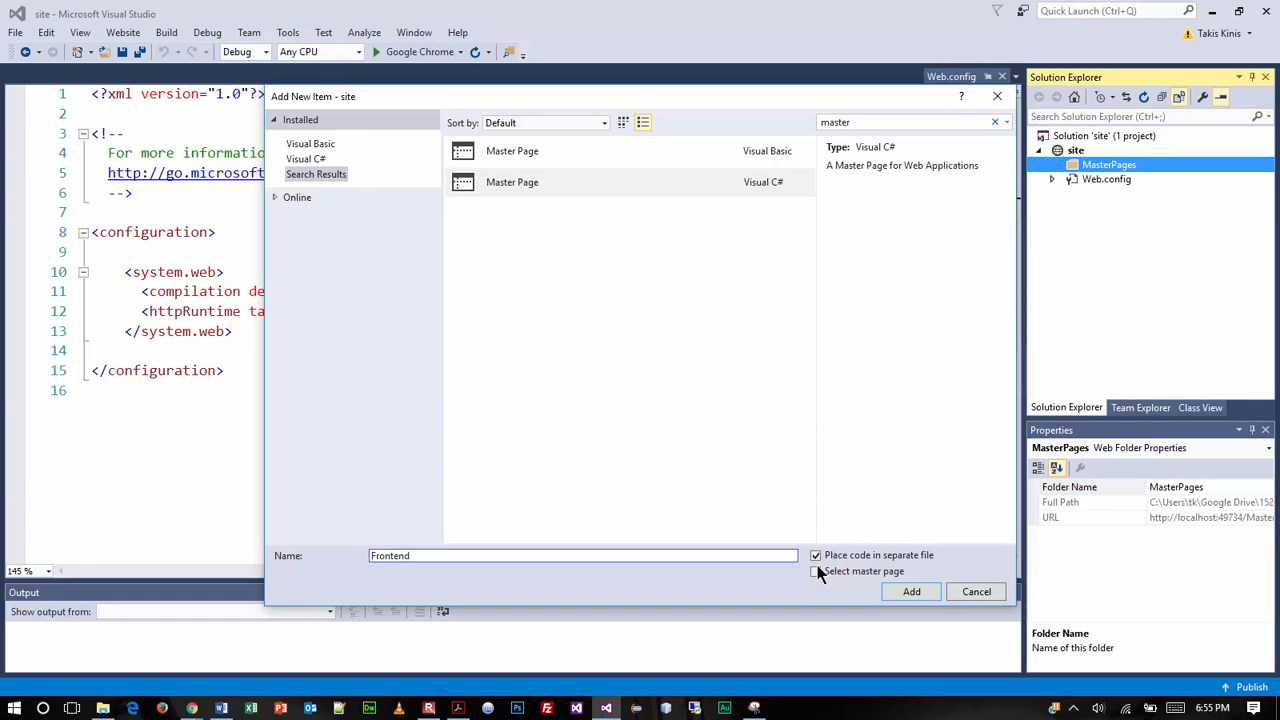 site - Microsoft Visual Studio
Quick Launch (Ctrl+Q)
File Edit View Website Build Debug Team Tools Test Analyze Window Help
Takis Kinis
Debug Any CPU Google Chrome
Web.config
1 <?xml version="1.0"?>
2
3 <!--
4 For more informatio
5 http://go.microsoft
6 -->
7
8 <configuration>
9
10 <system.web>
11 <compilation de
12 <httpRuntime ta
13 </system.web>
14
15 </configuration>
16
145 %
Add New Item - site
?
Installed
Visual Basic
Visual C#
Search Results
Online
Sort by: Default
master
Master Page Visual Basic
Master Page Visual C#
Type: Visual C#
A Master Page for Web Applications
Name: Frontend
Place code in separate file
Select master page
Add Cancel
Solution Explorer
Search Solution Explorer (Ctrl+;)
Solution 'site' (1 project)
site
MasterPages
Web.config
Solution Explorer Team Explorer Class View
Properties
MasterPages Web Folder Properties
Folder Name MasterPages
Full Path C:\Users\tk\Google Drive\152
URL http://localhost:49734/Master
Folder Name
Name of this folder
Output
Show output from:
Publish
6:55 PM